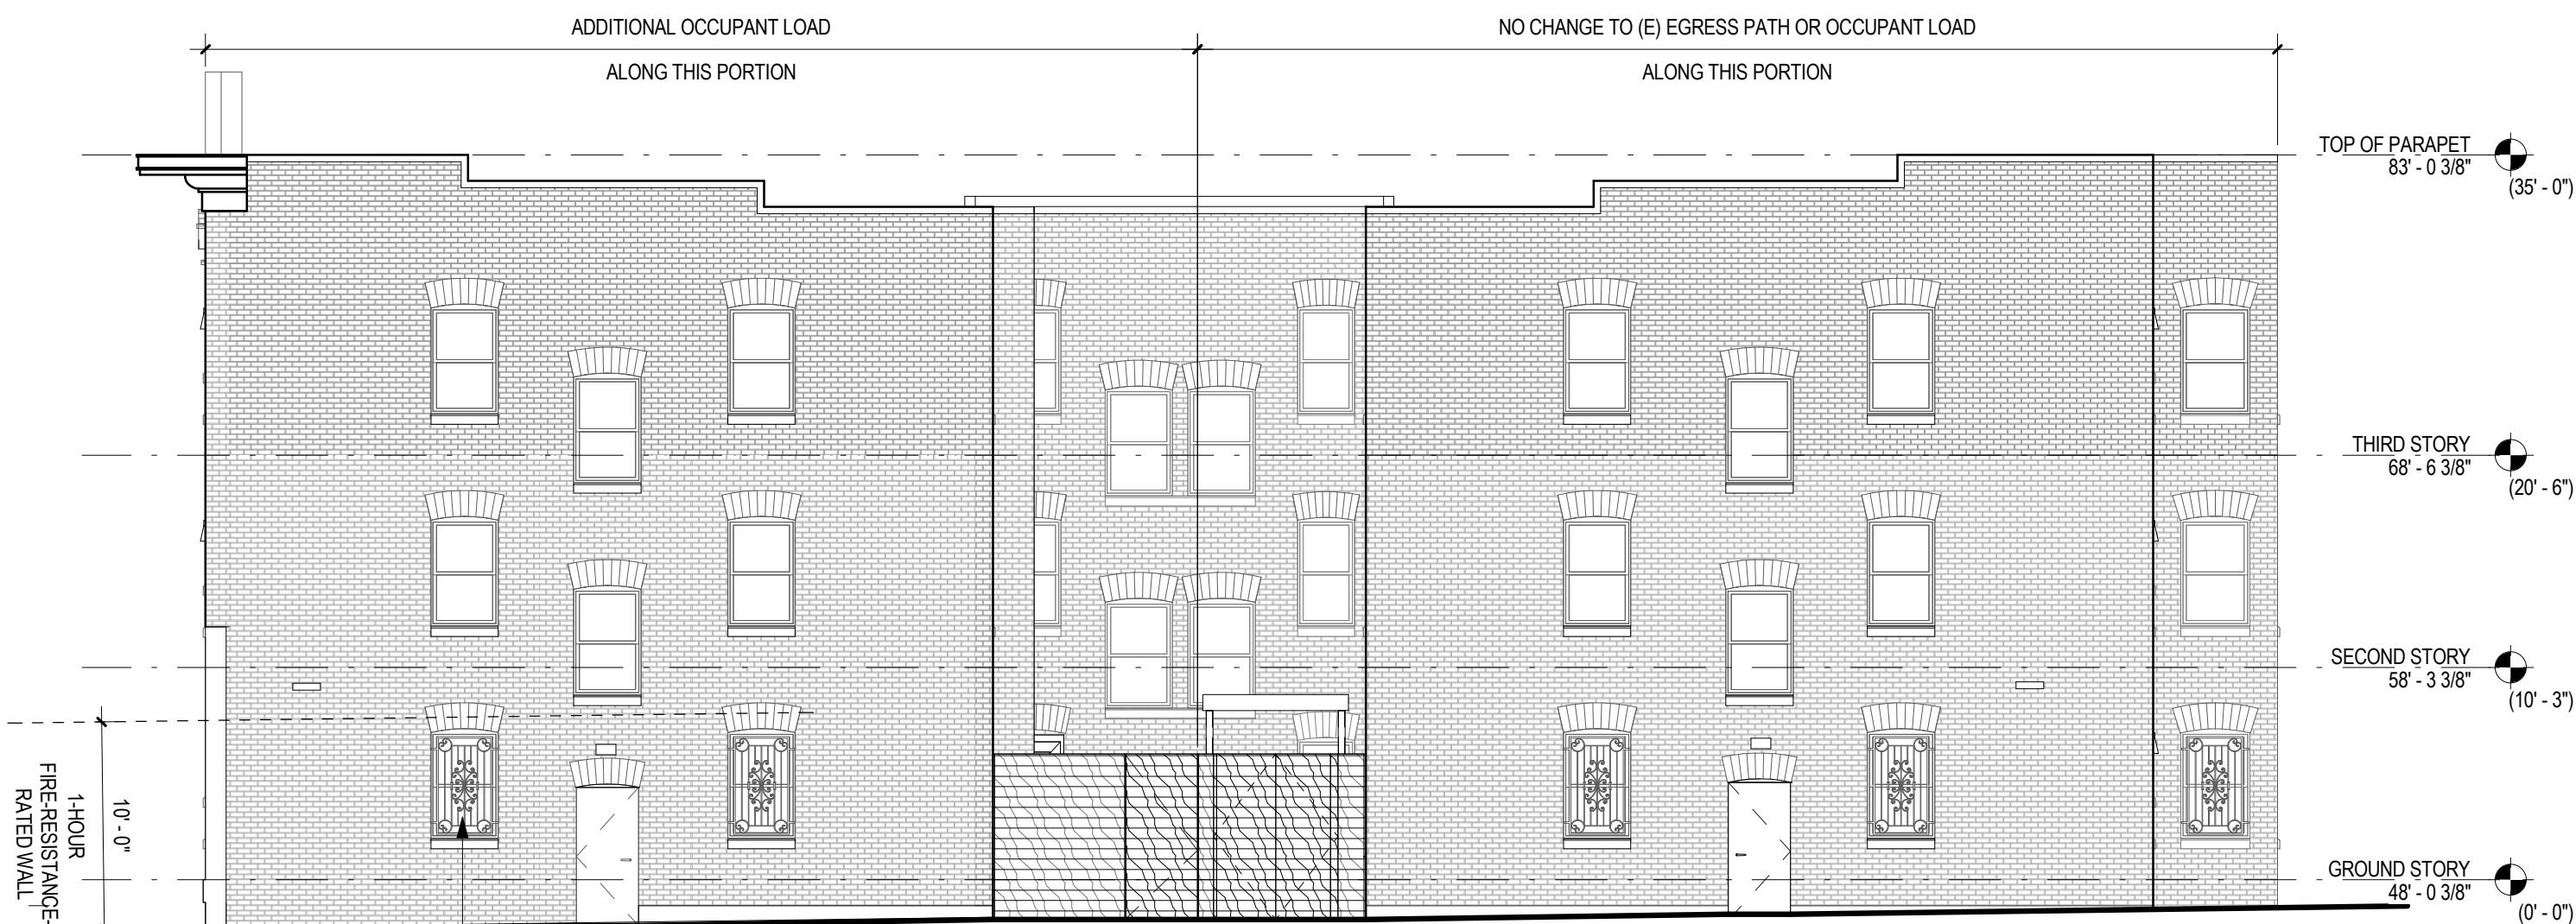 ADDITIONAL OCCUPANT LOAD
ALONG THIS PORTION
NO CHANGE TO (E) EGRESS PATH OR OCCUPANT LOAD
ALONG THIS PORTION
TOP OF PARAPET
83' - 0 3/8"
(35' - 0")
THIRD STORY
68' - 6 3/8"
(20' - 6")
SECOND STORY
58' - 3 3/8"
(10' - 3")
GROUND STORY
48' - 0 3/8"
(0' - 0")
10' - 0"
1-HOUR
FIRE-RESISTANCE-
RATED WALL